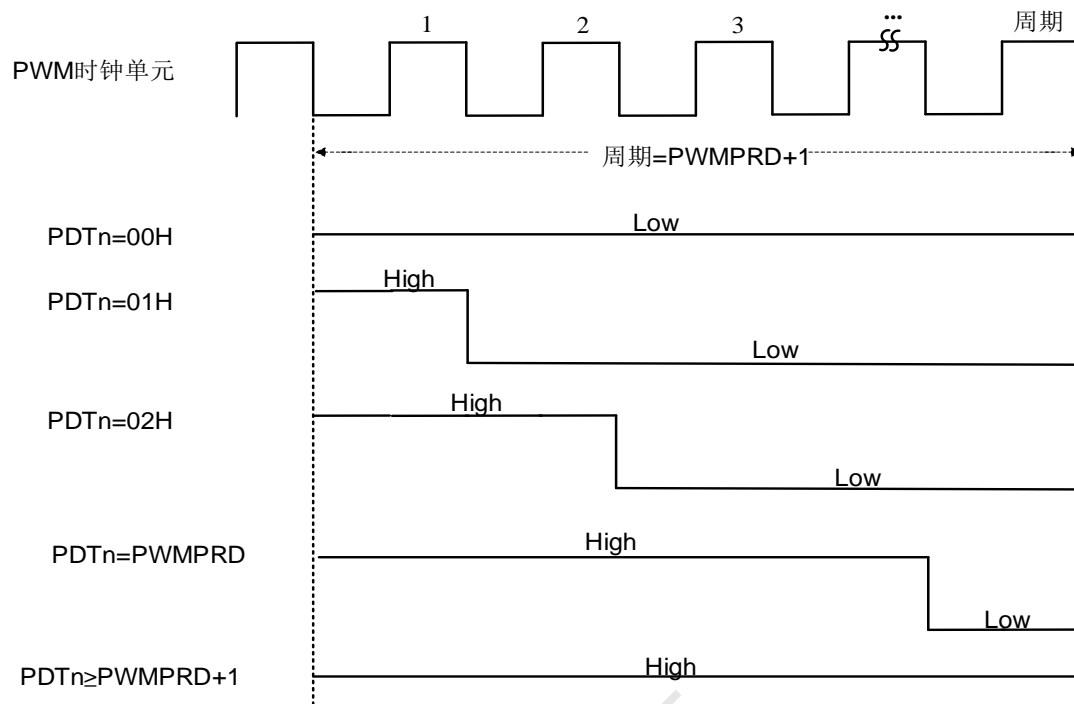 1 2 3 ... 周期
PWM时钟单元
周期=PWMPRD+1
PDTn=00H Low
PDTn=01H High Low
PDTn=02H High Low
PDTn=PWMPRD High Low
PDTn≥PWMPRD+1 High